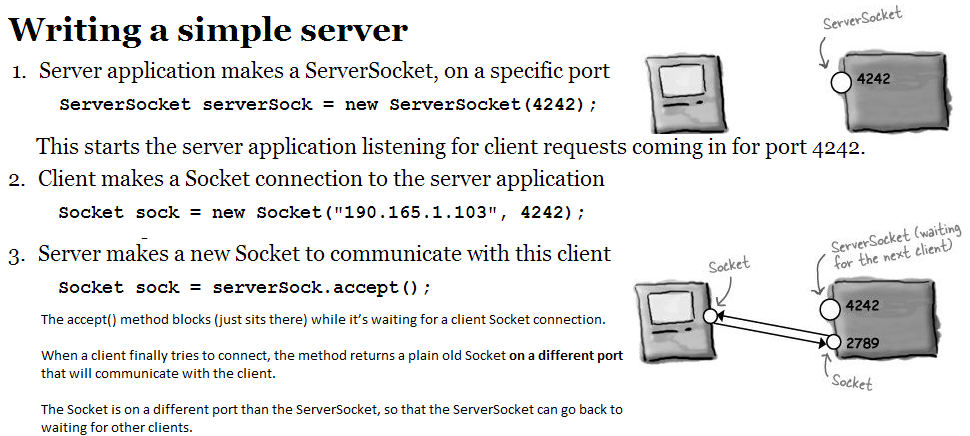 Writing a simple server
ServerSocket
1. Server application makes a ServerSocket, on a specific port
4242
ServerSocket serverSock = new ServerSocket(4242);
This starts the server application listening for client requests coming in for port 4242.
2. Client makes a Socket connection to the server application
Socket sock = new Socket("190.165.1.103", 4242);
3. Server makes a new Socket to communicate with this client
Socket sock = serverSock.accept();
The accept() method blocks (just sits there) while it's waiting for a client Socket connection.
When a client finally tries to connect, the method returns a plain old Socket on a different port
that will communicate with the client.
The Socket is on a different port than the ServerSocket, so that the ServerSocket can go back to
waiting for other clients.
Socket
ServerSocket (waiting
for the next client)
4242
2789
Socket